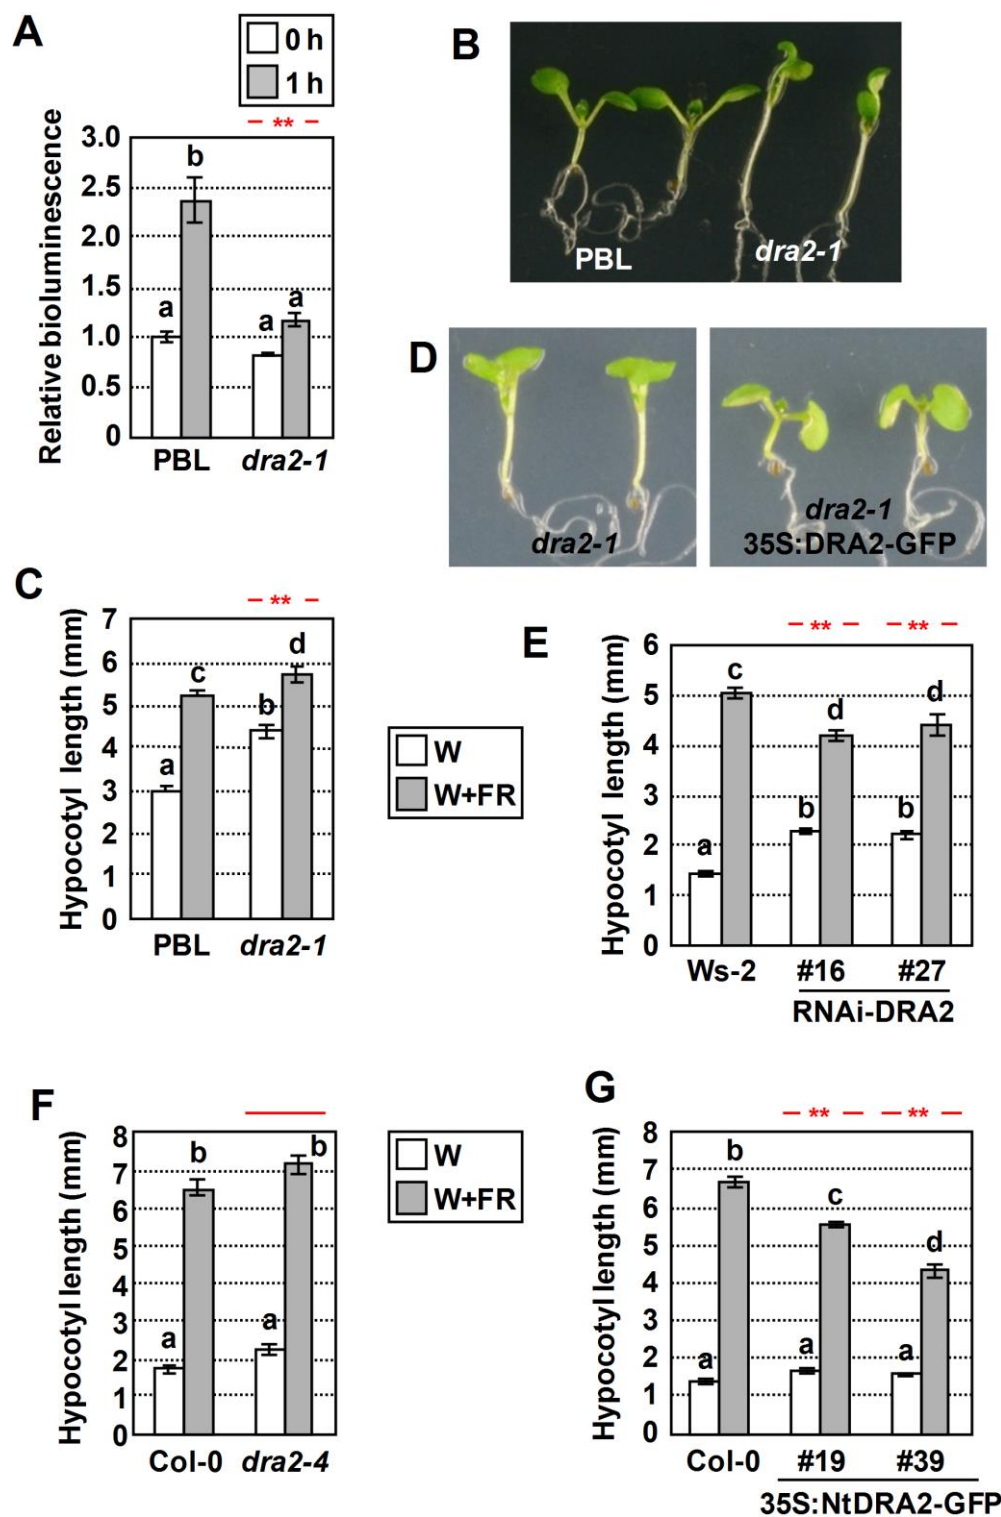 A
0 h
1 h
**
Relative bioluminescence
3.0
2.5
2.0
1.5
1.0
0.5
0
a
b
a
a
PBL
dra2-1
B
PBL
dra2-1
D
dra2-1
dra2-1
35S:DRA2-GFP
C
**
Hypocotyl length (mm)
7
6
5
4
3
2
1
0
a
c
b
d
PBL
dra2-1
W
W+FR
E
**
**
Hypocotyl length (mm)
6
5
4
3
2
1
0
a
c
b
d
b
d
Ws-2
#16
#27
RNAi-DRA2
F
Hypocotyl length (mm)
8
7
6
5
4
3
2
1
0
a
b
a
b
Col-0
dra2-4
W
W+FR
G
**
**
Hypocotyl length (mm)
8
7
6
5
4
3
2
1
0
a
b
a
c
a
d
Col-0
#19
#39
35S:NtDRA2-GFP